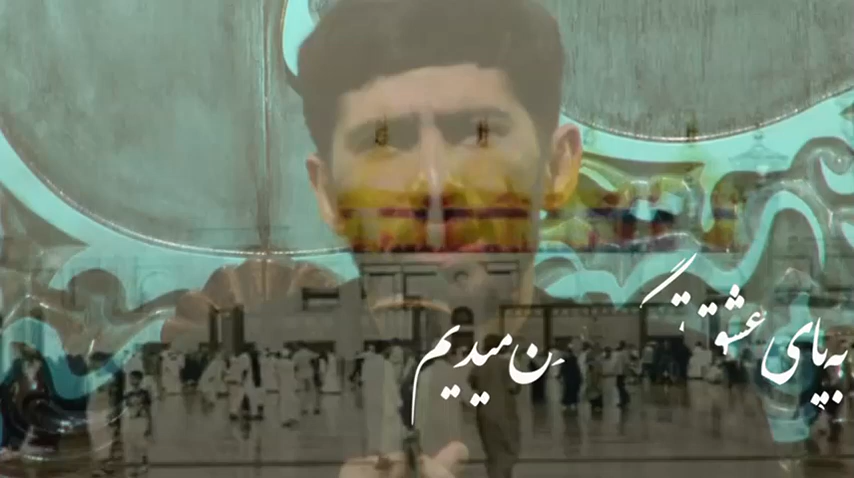 به پای عشقت
میدیم